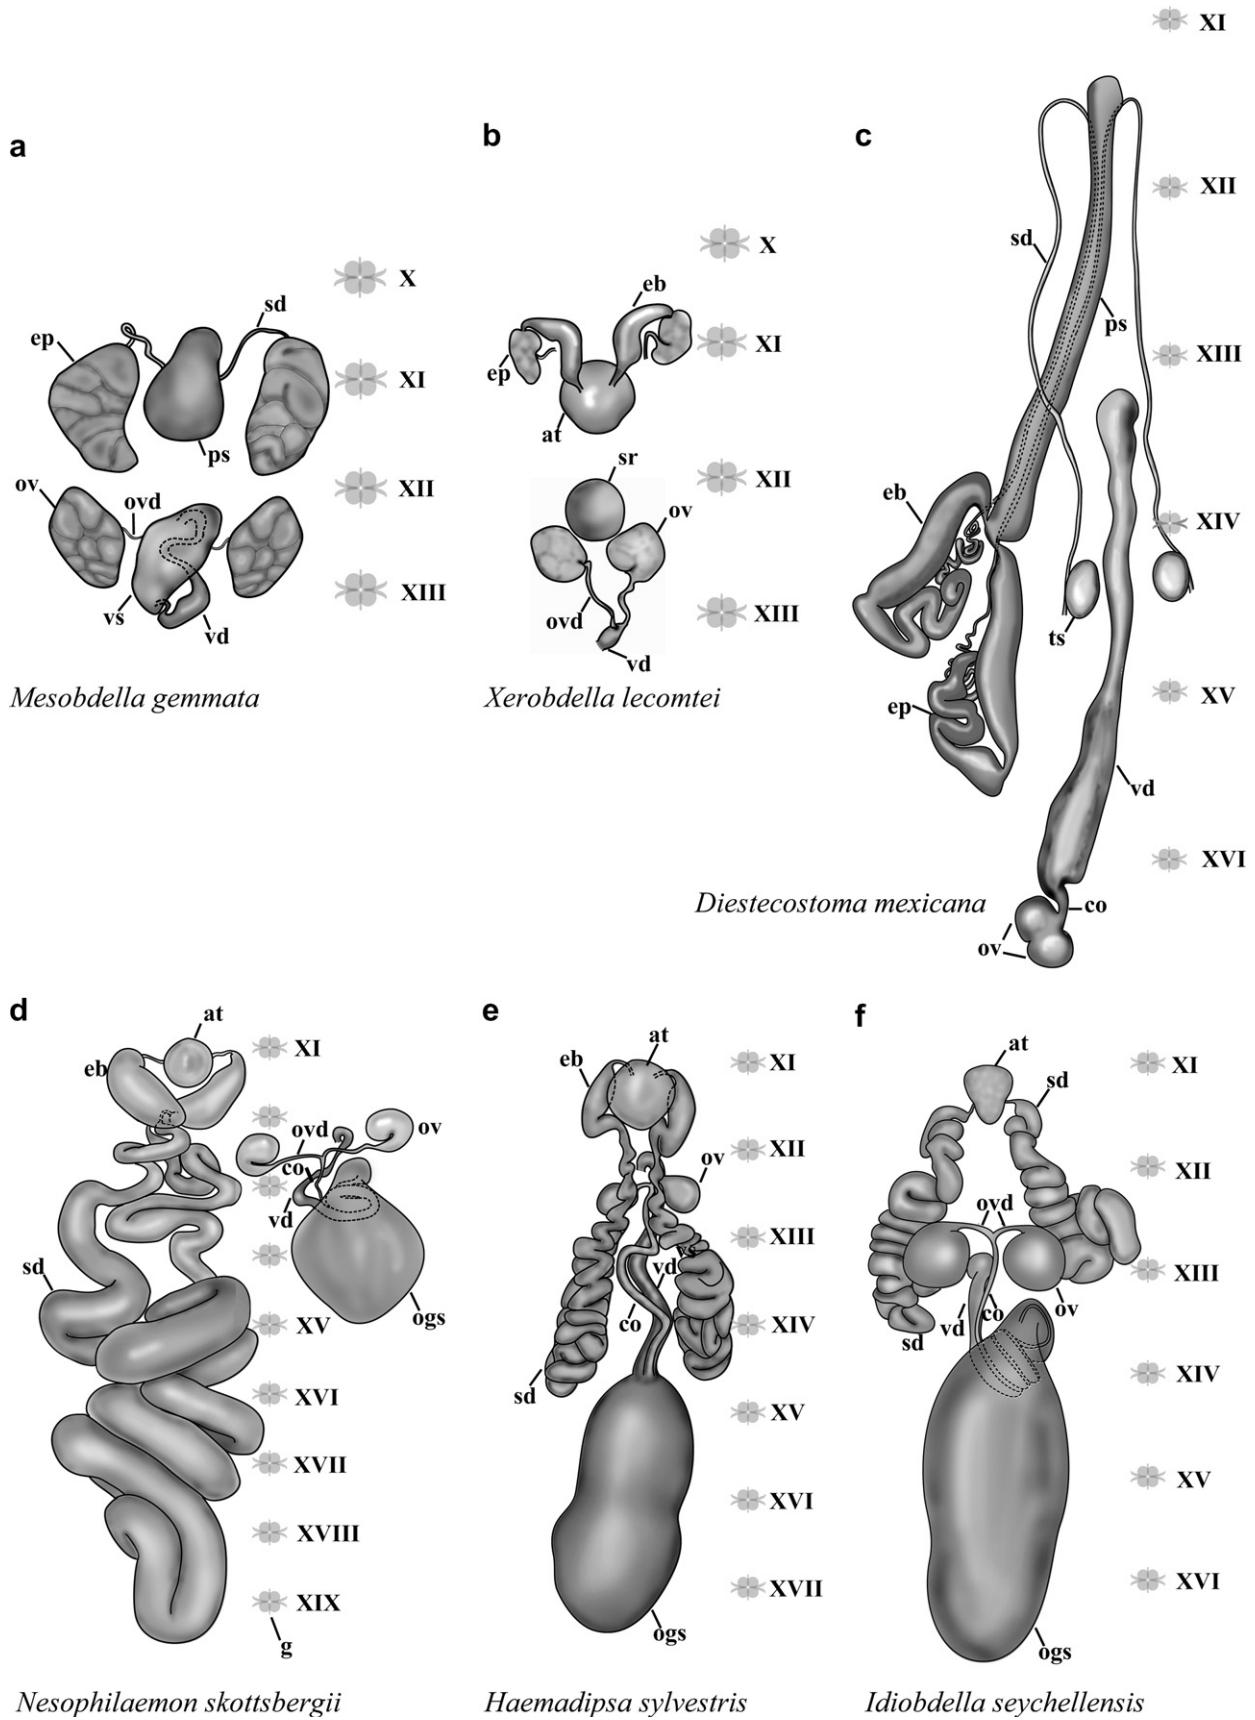 a
X
sd
ep
XI
ps
ov
ovd
XII
XIII
vs
vd
Mesobdella gemmata
b
X
eb
XI
ep
at
sr
XII
ov
ovd
XIII
vd
Xerobdella lecomtei
c
XI
XII
sd
ps
XIII
eb
XIV
ts
XV
ep
vd
XVI
co
ov
Diestecostoma mexicana
d
at
XI
eb
ovd
ov
co
vd
sd
ogs
XV
XVI
XVII
XVIII
XIX
g
Nesophilaemon skottsbergii
e
at
eb
XI
XII
ov
XIII
vd
co
XIV
sd
XV
XVI
XVII
ogs
Haemadipsa sylvestris
f
at
XI
sd
XII
ovd
XIII
ov
vd
co
sd
XIV
XV
XVI
ogs
Idiobdella seychellensis